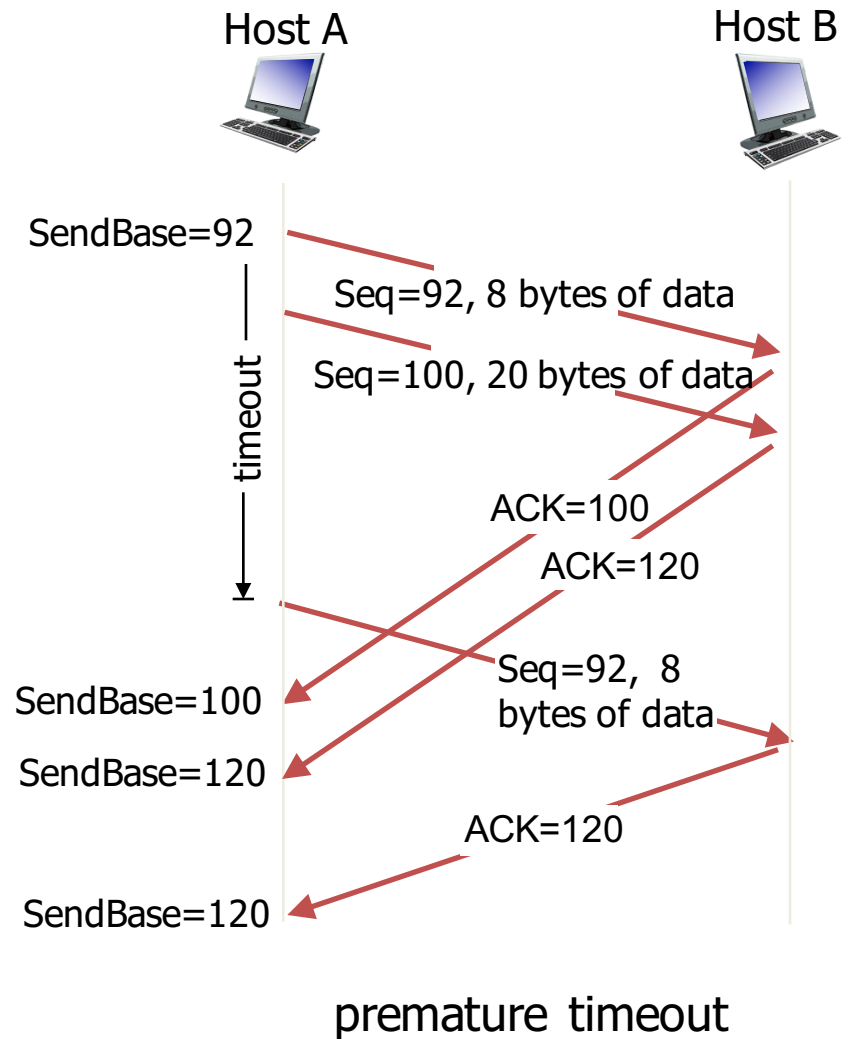 Host A
Host B
SendBase=92
Seq=92, 8 bytes of data
Seq=100, 20 bytes of data
timeout
ACK=100
ACK=120
Seq=92, 8
bytes of data
SendBase=100
SendBase=120
ACK=120
SendBase=120
premature timeout